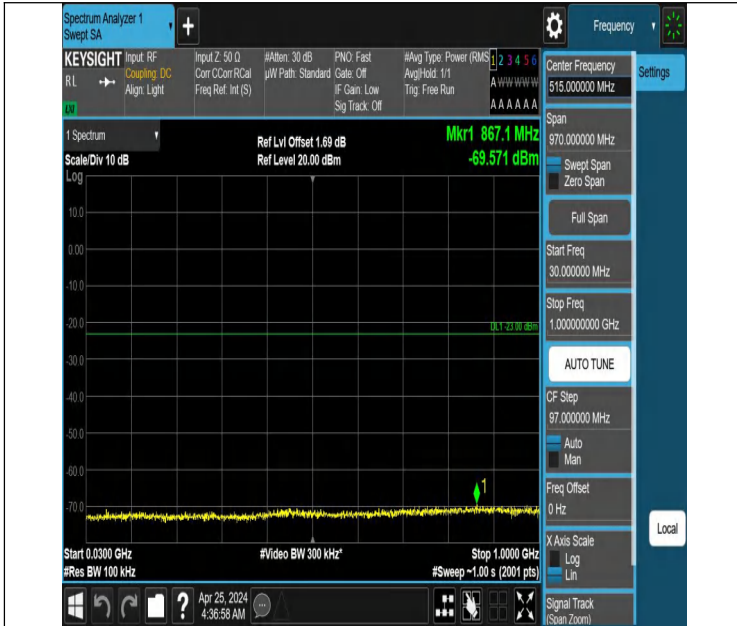 Spectrum Analyzer 1
Swept SA
Frequency
KEYSIGHT
RL
Input: RF
Coupling: DC
Align: Light
Input Z: 50 Ω
Corr CCorr RCal
Freq Ref: Int (S)
#Atten: 30 dB
µW Path: Standard
PNO: Fast
Gate: Off
IF Gain: Low
Sig Track: Off
#Avg Type: Power (RMS
Avg|Hold: 1/1
Trig: Free Run
1 2 3 4 5 6
A W W W W W
A A A A A A
1 Spectrum
Scale/Div 10 dB
Log
Ref Lvl Offset 1.69 dB
Ref Level 20.00 dBm
Mkr1 867.1 MHz
-69.571 dBm
10.0
0.00
-10.0
-20.0
DL1 -23.00 dBm
-30.0
-40.0
-50.0
-60.0
1
-70.0
Start 0.0300 GHz
#Res BW 100 kHz
#Video BW 300 kHz*
Stop 1.0000 GHz
#Sweep ~1.00 s (2001 pts)
Apr 25, 2024
4:36:58 AM
Center Frequency
515.000000 MHz
Settings
Span
970.000000 MHz
Swept Span
Zero Span
Full Span
Start Freq
30.000000 MHz
Stop Freq
1.000000000 GHz
AUTO TUNE
CF Step
97.000000 MHz
Auto
Man
Freq Offset
0 Hz
X Axis Scale
Log
Lin
Local
Signal Track
(Span Zoom)